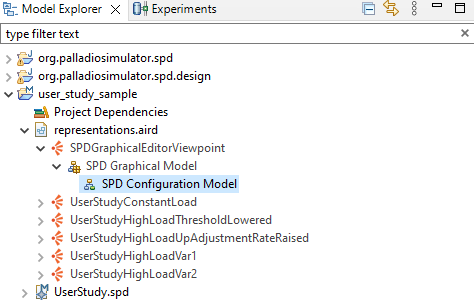 Model Explorer Experiments
type filter text
org.palladiosimulator.spd
org.palladiosimulator.spd.design
user_study_sample
Project Dependencies
representations.aird
SPDGraphicalEditorViewpoint
SPD Graphical Model
SPD Configuration Model
UserStudyConstantLoad
UserStudyHighLoadThresholdLowered
UserStudyHighLoadUpAdjustmentRateRaised
UserStudyHighLoadVar1
UserStudyHighLoadVar2
UserStudy.spd